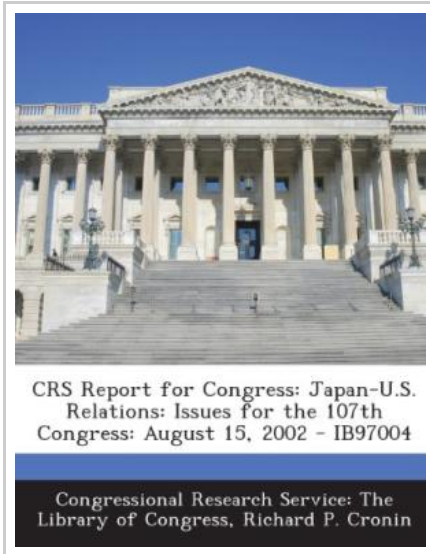 CRS Report for Congress: Japan-U.S.
Relations: Issues for the 107th
Congress: August 15, 2002 - IB97004
Congressional Research Service: The
Library of Congress, Richard P. Cronin